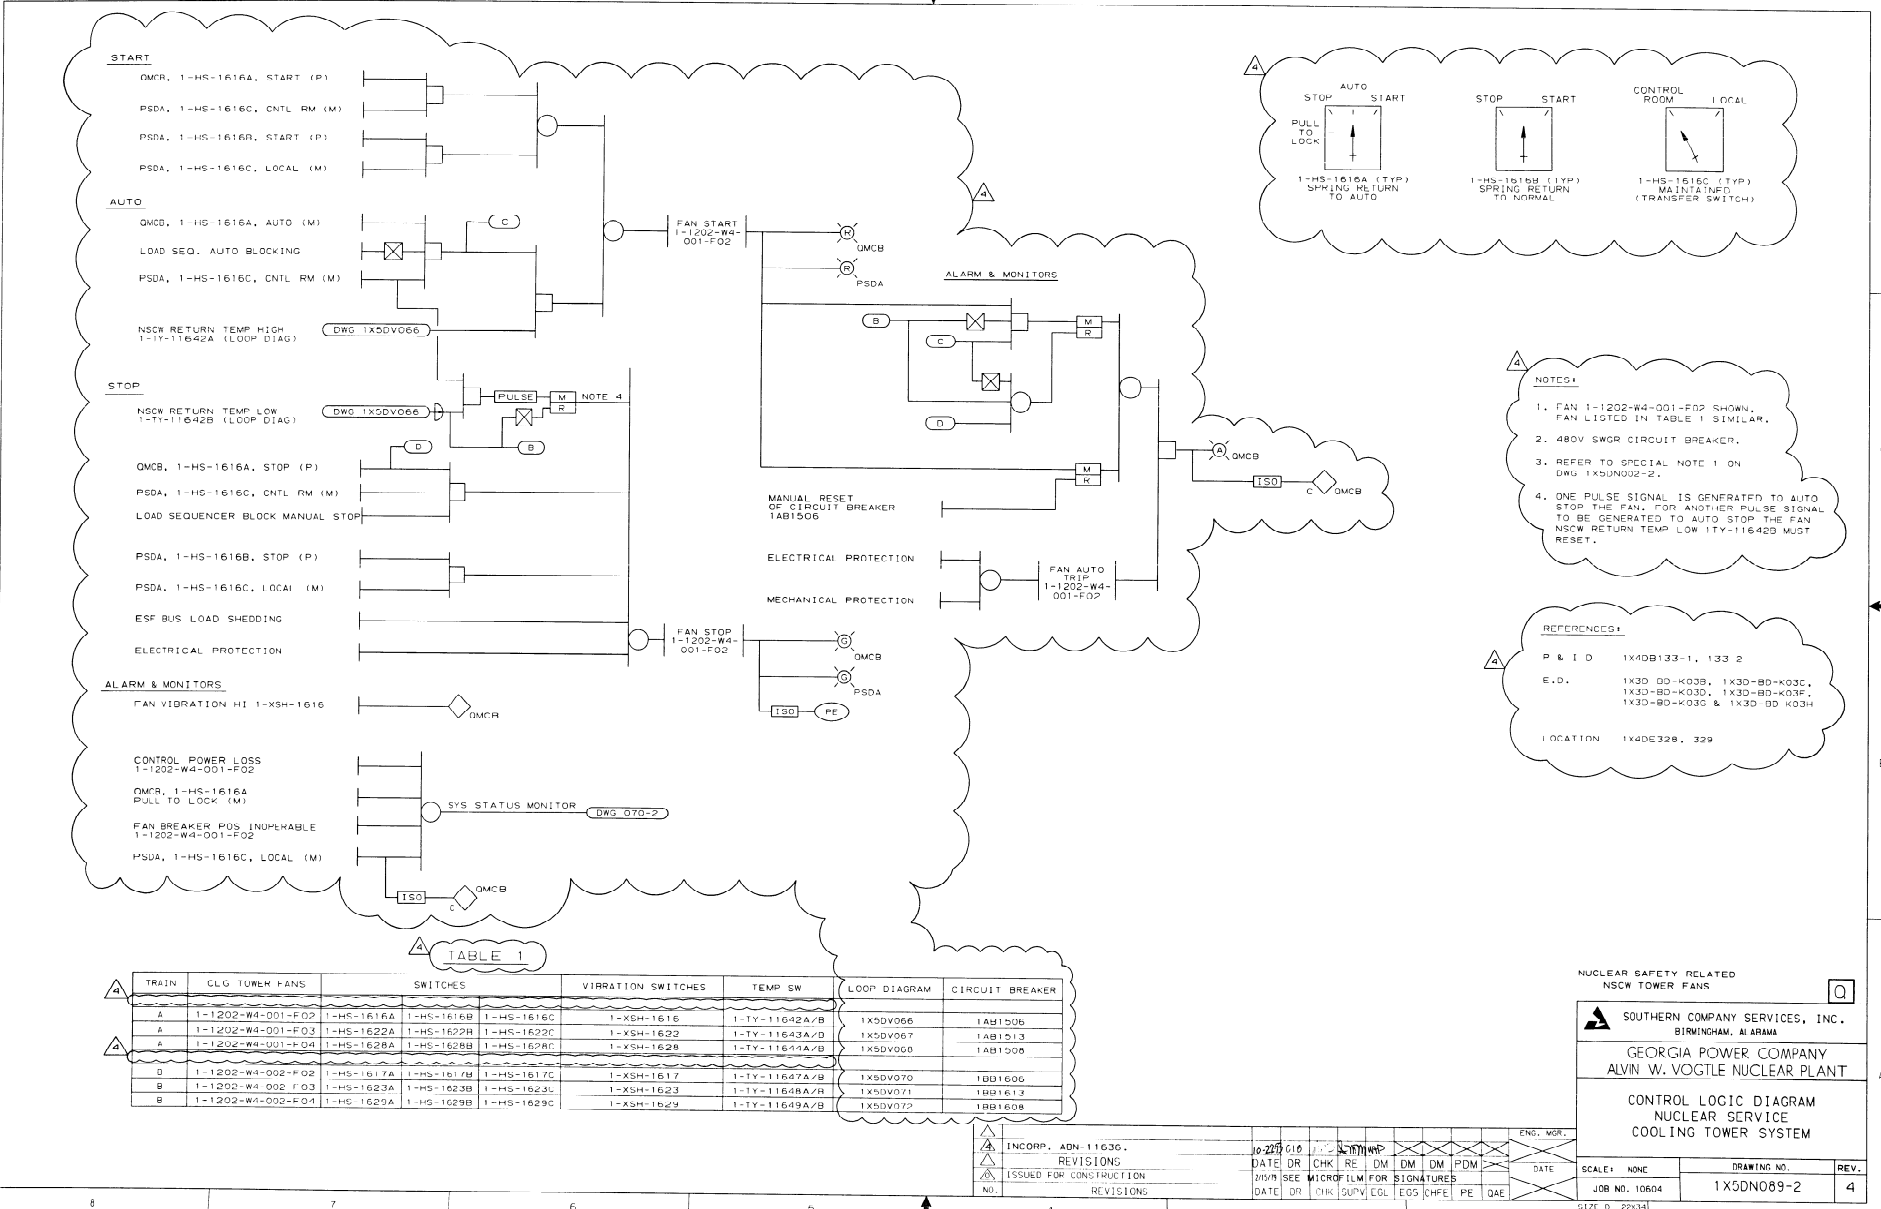 START
QMCB, 1-HS-1616A, START (P)
PSDA, 1-HS-1616C, CNTL RM (M)
PSDA, 1-HS-1616B, START (P)
PSDA, 1-HS-1616C, LOCAL (M)
AUTO
QMCB, 1-HS-1616A, AUTO (M)
C
LOAD SEQ. AUTO BLOCKING
PSDA, 1-HS-1616C, CNTL RM (M)
NSCW RETURN TEMP HIGH
1-TY-11642A (LOOP DIAG)
DWG 1X5DV066
STOP
NSCW RETURN TEMP LOW
1-TY-11642B (LOOP DIAG)
DWG 1X5DV066
PULSE
M
R
NOTE 4
B
D
QMCB, 1-HS-1616A, STOP (P)
PSDA, 1-HS-1616C, CNTL RM (M)
LOAD SEQUENCER BLOCK MANUAL STOP
PSDA, 1-HS-1616B, STOP (P)
PSDA, 1-HS-1616C, LOCAL (M)
ESF BUS LOAD SHEDDING
ELECTRICAL PROTECTION
ALARM & MONITORS
FAN VIBRATION HI 1-XSH-1616
QMCB
CONTROL POWER LOSS
1-1202-W4-001-F02
QMCB, 1-HS-1616A
PULL TO LOCK (M)
FAN BREAKER POS INOPERABLE
1-1202-W4-001-F02
PSDA, 1-HS-1616C, LOCAL (M)
SYS STATUS MONITOR
DWG 070-2
ISO
C
QMCB
FAN START
1-1202-W4-
001-F02
R
QMCB
R
PSDA
FAN STOP
1-1202-W4-
001-F02
G
QMCB
G
PSDA
ISO
PE
4
ALARM & MONITORS
B
C
D
M
R
M
R
MANUAL RESET
OF CIRCUIT BREAKER
1AB1506
ELECTRICAL PROTECTION
MECHANICAL PROTECTION
FAN AUTO
TRIP
1-1202-W4-
001-F02
A
QMCB
ISO
C
QMCB
4
AUTO
STOP START
PULL
TO
LOCK
1-HS-1616A (TYP)
SPRING RETURN
TO AUTO
STOP START
1-HS-1616B (TYP)
SPRING RETURN
TO NORMAL
CONTROL
ROOM LOCAL
1-HS-1616C (TYP)
MAINTAINED
(TRANSFER SWITCH)
4
NOTES:
1. FAN 1-1202-W4-001-F02 SHOWN.
FAN LISTED IN TABLE 1 SIMILAR.
2. 480V SWGR CIRCUIT BREAKER.
3. REFER TO SPECIAL NOTE 1 ON
DWG 1X5DN002-2.
4. ONE PULSE SIGNAL IS GENERATED TO AUTO
STOP THE FAN. FOR ANOTHER PULSE SIGNAL
TO BE GENERATED TO AUTO STOP THE FAN
NSCW RETURN TEMP LOW 1TY-11642B MUST
RESET.
4
REFERENCES:
P & I D 1X4DB133-1, 133 2
E.D. 1X3D BD-K03B, 1X3D-BD-K03C,
1X3D-BD-K03D, 1X3D-BD-K03F,
1X3D-BD-K03G & 1X3D-BD K03H
LOCATION 1X4DE328, 329
4
TABLE 1
4
TRAIN CLG TOWER FANS SWITCHES VIBRATION SWITCHES TEMP SW LOOP DIAGRAM CIRCUIT BREAKER
A 1-1202-W4-001-F02 1-HS-1616A 1-HS-1616B 1-HS-1616C 1-XSH-1616 1-TY-11642A/B 1X5DV066 1AB1506
A 1-1202-W4-001-F03 1-HS-1622A 1-HS-1622B 1-HS-1622C 1-XSH-1622 1-TY-11643A/B 1X5DV067 1AB1513
4
A 1-1202-W4-001-F04 1-HS-1628A 1-HS-1628B 1-HS-1628C 1-XSH-1628 1-TY-11644A/B 1X5DV068 1AB1508
B 1-1202-W4-002-F02 1-HS-1617A 1-HS-1617B 1-HS-1617C 1-XSH-1617 1-TY-11647A/B 1X5DV070 1BB1606
B 1-1202-W4-002-F03 1-HS-1623A 1-HS-1623B 1-HS-1623C 1-XSH-1623 1-TY-11648A/B 1X5DV071 1BB1613
B 1-1202-W4-002-F04 1-HS-1629A 1-HS-1629B 1-HS-1629C 1-XSH-1629 1-TY-11649A/B 1X5DV072 1BB1608
NUCLEAR SAFETY RELATED
NSCW TOWER FANS
Q
SOUTHERN COMPANY SERVICES, INC.
BIRMINGHAM, ALABAMA
GEORGIA POWER COMPANY
ALVIN W. VOGTLE NUCLEAR PLANT
CONTROL LOGIC DIAGRAM
NUCLEAR SERVICE
COOLING TOWER SYSTEM
SCALE: NONE
JOB NO. 10604
DRAWING NO.
1X5DN089-2
REV.
4
ENG. MGR.
DATE
4 INCORP. ADN-11636.
REVISIONS
DATE DR CHK RE DM DM DM PDM
0 ISSUED FOR CONSTRUCTION
SEE MICROFILM FOR SIGNATURES
NO. REVISIONS
DATE DR CHK SUPV EGL EGS CHFE PE QAE
8 7 6 5
SIZE D 22X34